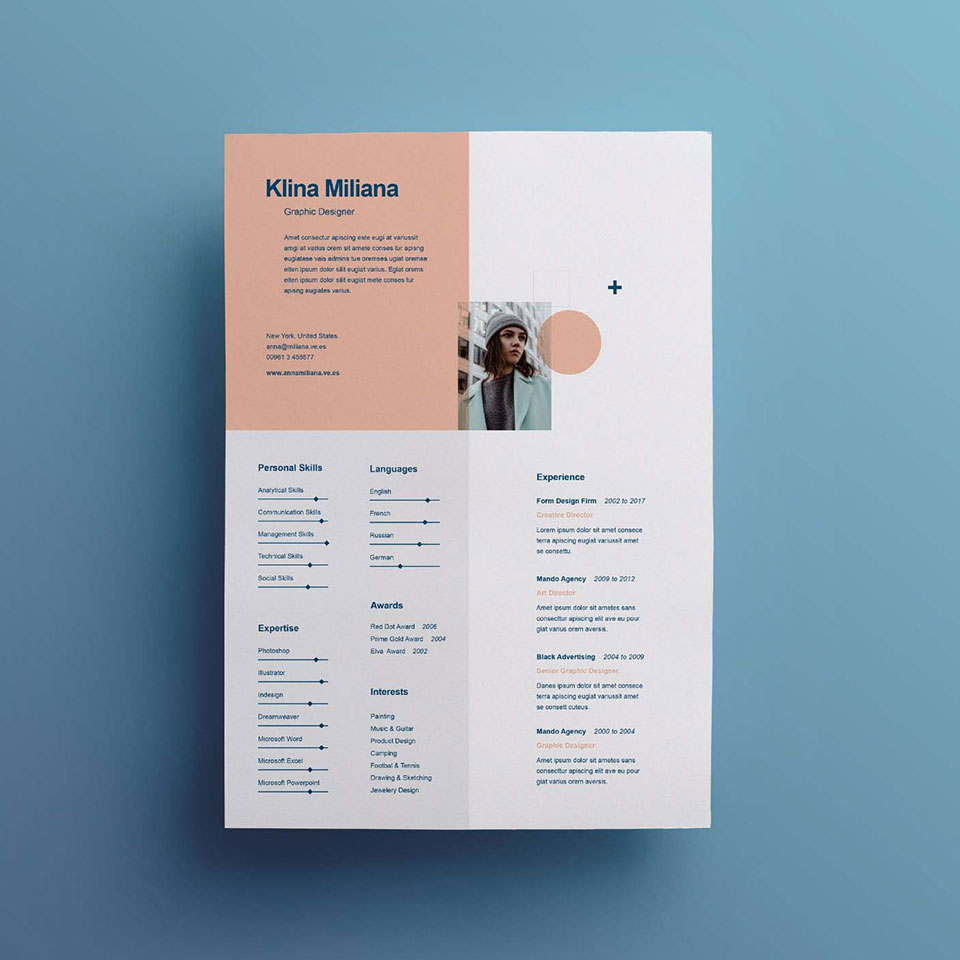 Klina Miliana
Graphic Designer
Amet consectur apiscing este eugi at variussit
amgi at varius orem sit amete conses tur apisng
eugiatese vais admins tue oremses ugiat oremse
eiten ipsum dolor silit eugiat varius. Egiat orems
eiten ipsum dolor silit eugiat mete conses tur
apisng eugiates varius.
New York, United States
anna@miliana.ve.es
00961 3 458877
www.annamiliana.ve.es
Personal Skills
Analytical Skills
Communication Skills
Management Skills
Technical Skills
Social Skills
Expertise
Photoshop
Illustrator
Indesign
Dreamweaver
Microsoft Word
Microsoft Excel
Microsoft Powerpoint
Languages
English
French
Russian
German
Awards
Red Dot Award 2006
Prime Gold Award 2004
Elva Award 2002
Interests
Painting
Music & Guitar
Product Design
Camping
Footbal & Tennis
Drawing & Sketching
Jewelery Design
Experience
Form Design Firm 2002 to 2017
Creative Director
Lorem ipsum dolor sit amet consece
terra apiscing eugiat variussit amet
se consettu.
Mando Agency 2009 to 2012
Art Director
Amet ipsum dolor sit ametes sans
consecttur apiscing elit ave eu pour
giat varius orem aversis.
Black Advertising 2004 to 2009
Senior Graphic Designer
Danes ipsum dolor sit amet consece
terra apiscing eugiat variussit amet
se consett cuteus.
Mando Agency 2000 to 2004
Graphic Designer
Amet ipsum dolor sit ametes sans
consecttur apiscing elit ave eu pour
giat varius orem aversis.